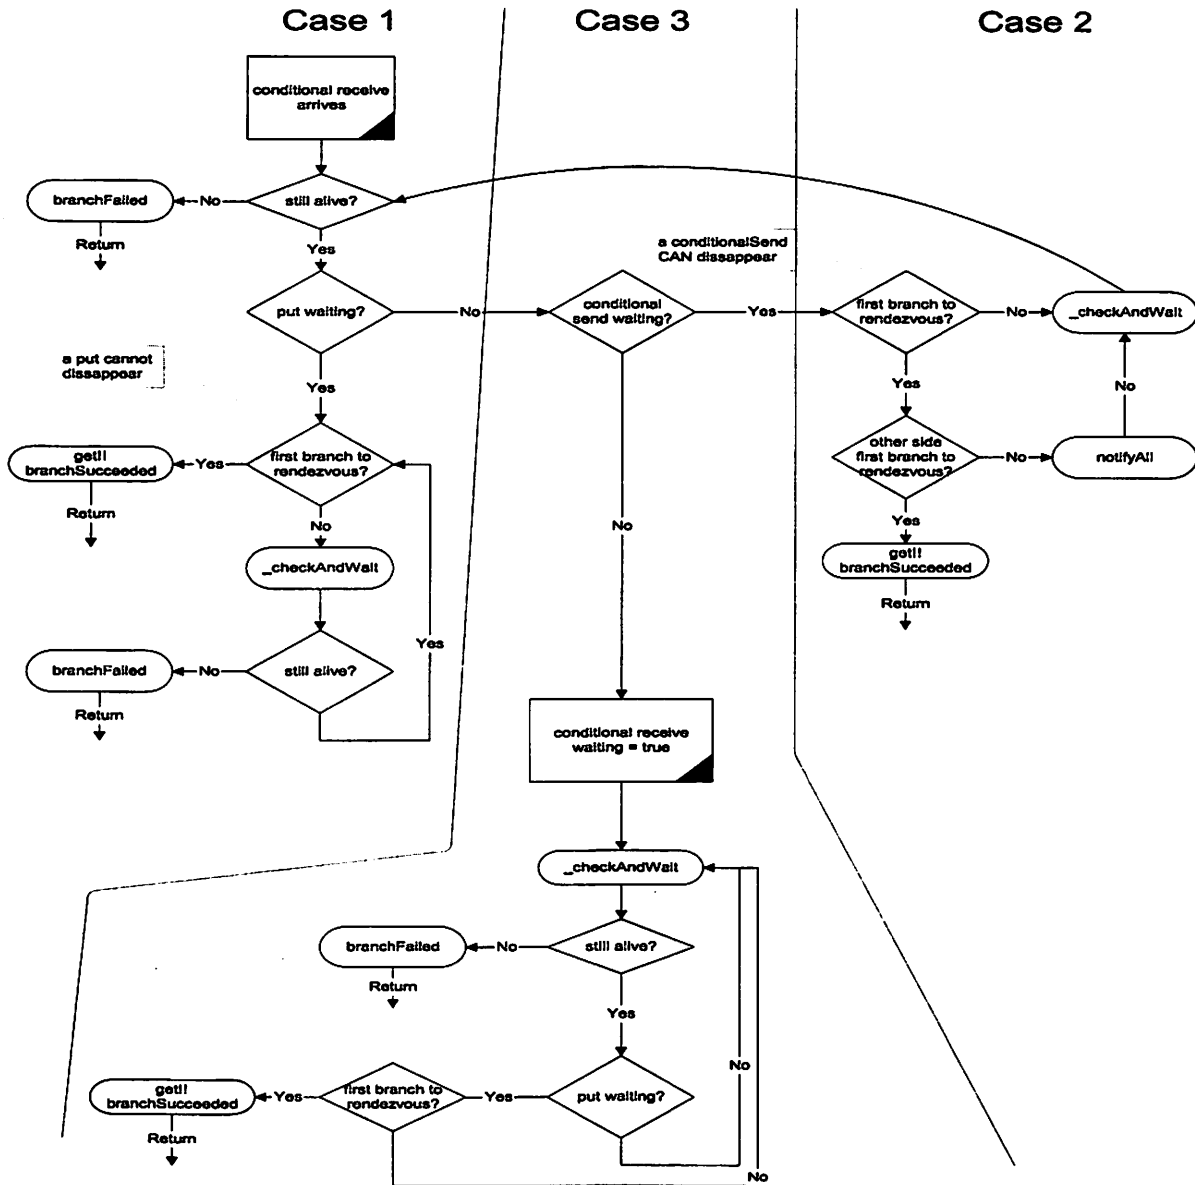 Case 1
Case 3
Case 2
conditional receive
arrives
still alive?
No
branchFailed
Return
Yes
a conditionalSend
CAN dissappear
put waiting?
No
conditional
send waiting?
Yes
first branch to
rendezvous?
No
_checkAndWait
a put cannot
dissappear
Yes
Yes
No
other side
first branch to
rendezvous?
No
notifyAll
get!!
branchSucceeded
Yes
first branch to
rendezvous?
Return
No
No
Yes
get!!
branchSucceeded
Return
_checkAndWait
Yes
branchFailed
No
still alive?
Return
conditional receive
waiting = true
_checkAndWait
branchFailed
No
still alive?
Return
Yes
No
get!!
branchSucceeded
Yes
first branch to
rendezvous?
Yes
put waiting?
Return
No